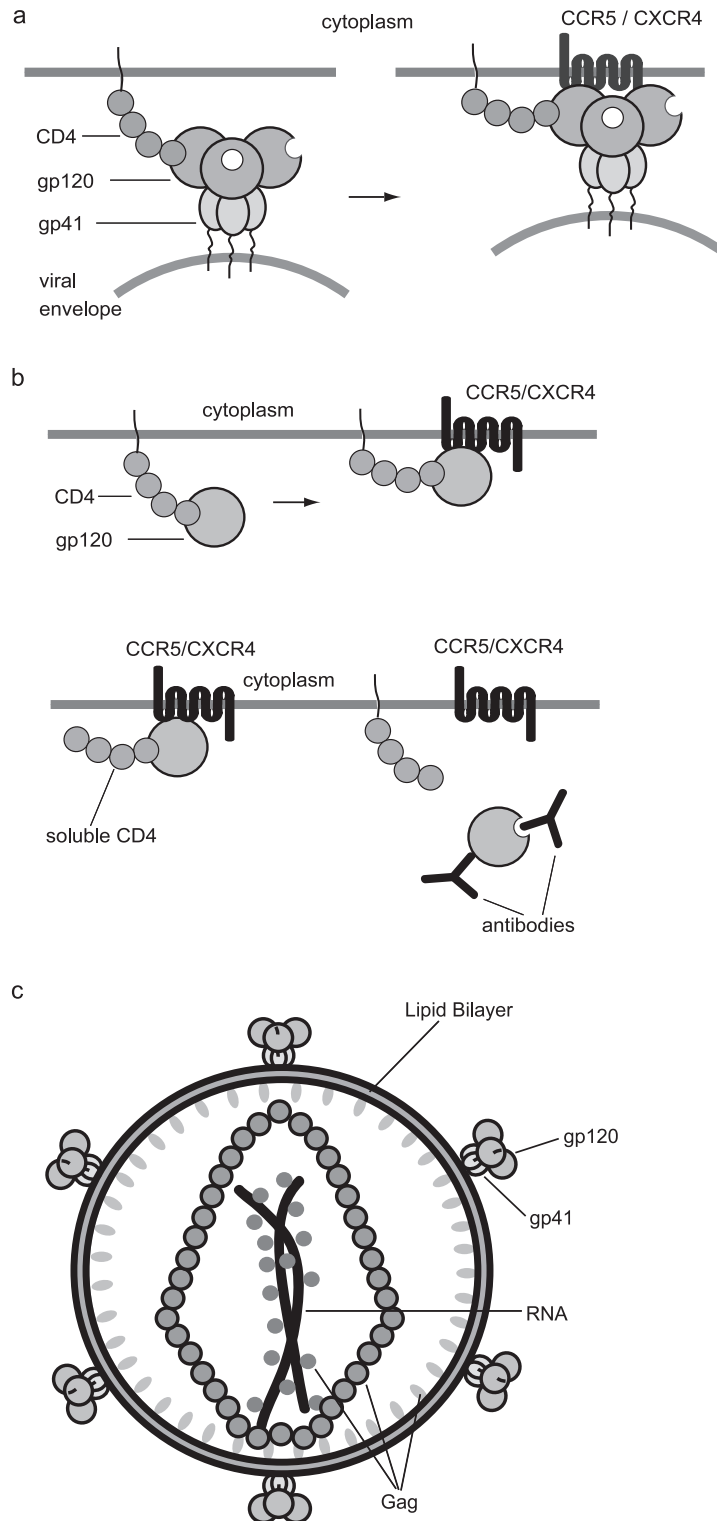 a
cytoplasm
CCR5 / CXCR4
CD4
gp120
gp41
viral
envelope
b
CCR5/CXCR4
cytoplasm
CD4
gp120
CCR5/CXCR4
CCR5/CXCR4
cytoplasm
soluble CD4
antibodies
c
Lipid Bilayer
gp120
gp41
RNA
Gag